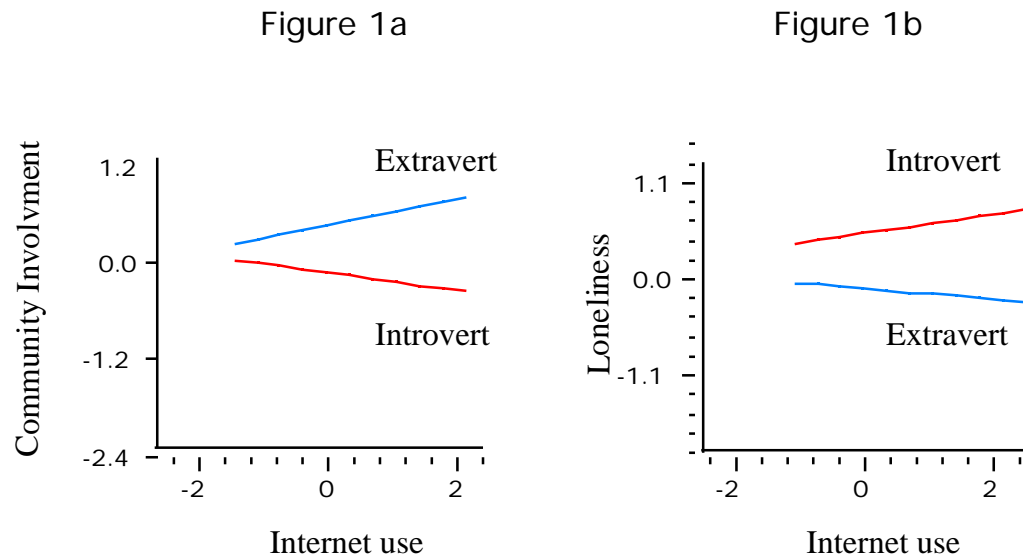 Figure 1a
Community Involvment
1.2
0.0
-1.2
-2.4
Extravert
Introvert
-2
0
2
Internet use
Figure 1b
Loneliness
1.1
0.0
-1.1
Introvert
Extravert
-2
0
2
Internet use